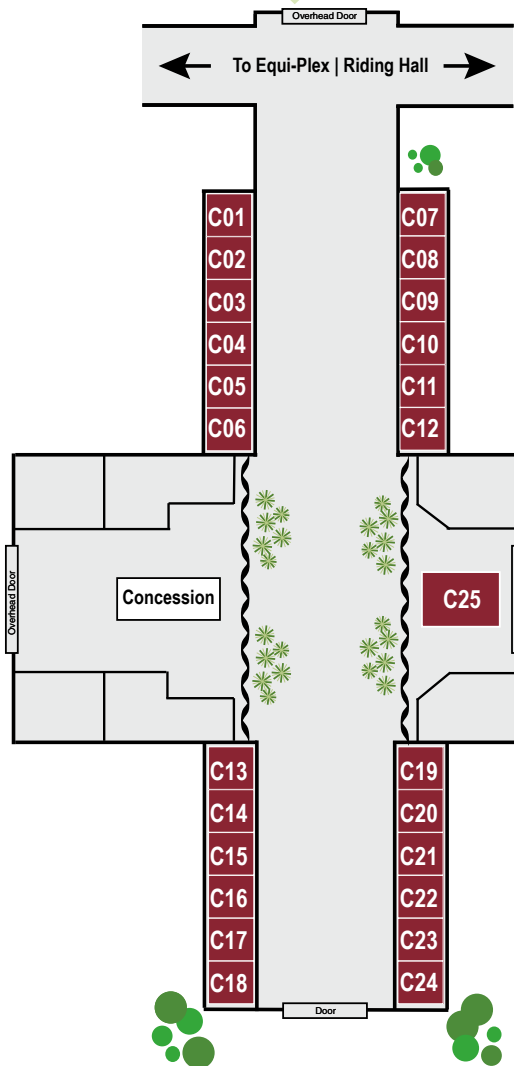 Overhead Door
To Equi-Plex | Riding Hall
C01
C07
C02
C08
C03
C09
C04
C10
C05
C11
C06
C12
Overhead Door
Concession
C25
C13
C19
C14
C20
C15
C21
C16
C22
C17
C23
C18
C24
Door